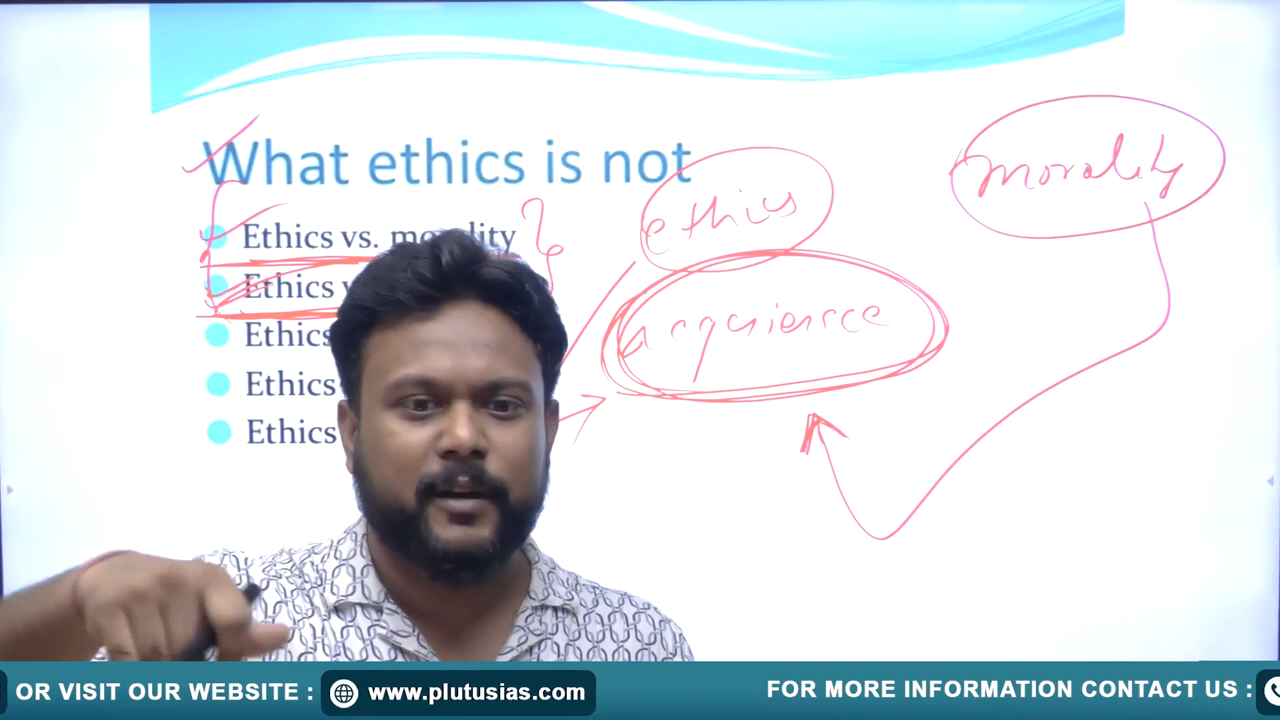 What ethics is not
Ethics vs. morality
Ethics
Ethics
Ethics
Ethics
ethics
morality
OR VISIT OUR WEBSITE : www.plutusias.com
FOR MORE INFORMATION CONTACT US :